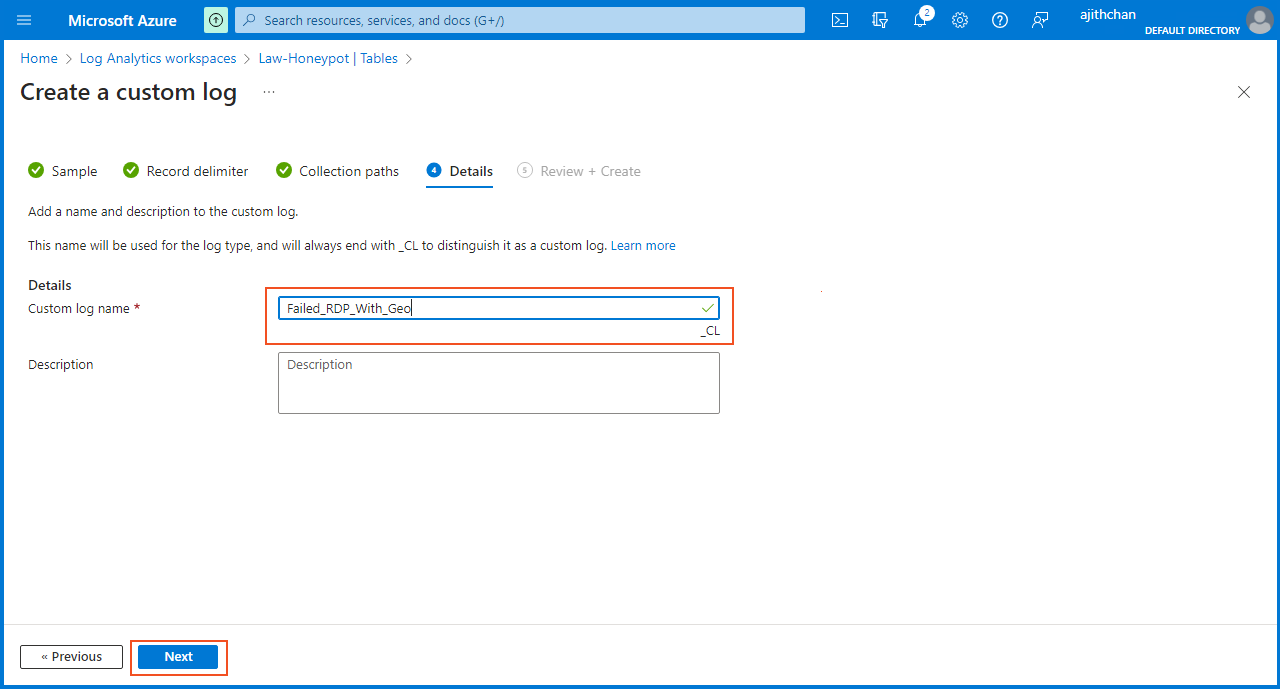 Microsoft Azure
Search resources, services, and docs (G+/)
2
ajithchan
DEFAULT DIRECTORY
Home > Log Analytics workspaces > Law-Honeypot | Tables >
Create a custom log ...
Sample Record delimiter Collection paths 4 Details 5 Review + Create
Add a name and description to the custom log.
This name will be used for the log type, and will always end with _CL to distinguish it as a custom log. Learn more
Details
Custom log name *
Failed_RDP_With_Geo
_CL
Description
Description
« Previous
Next